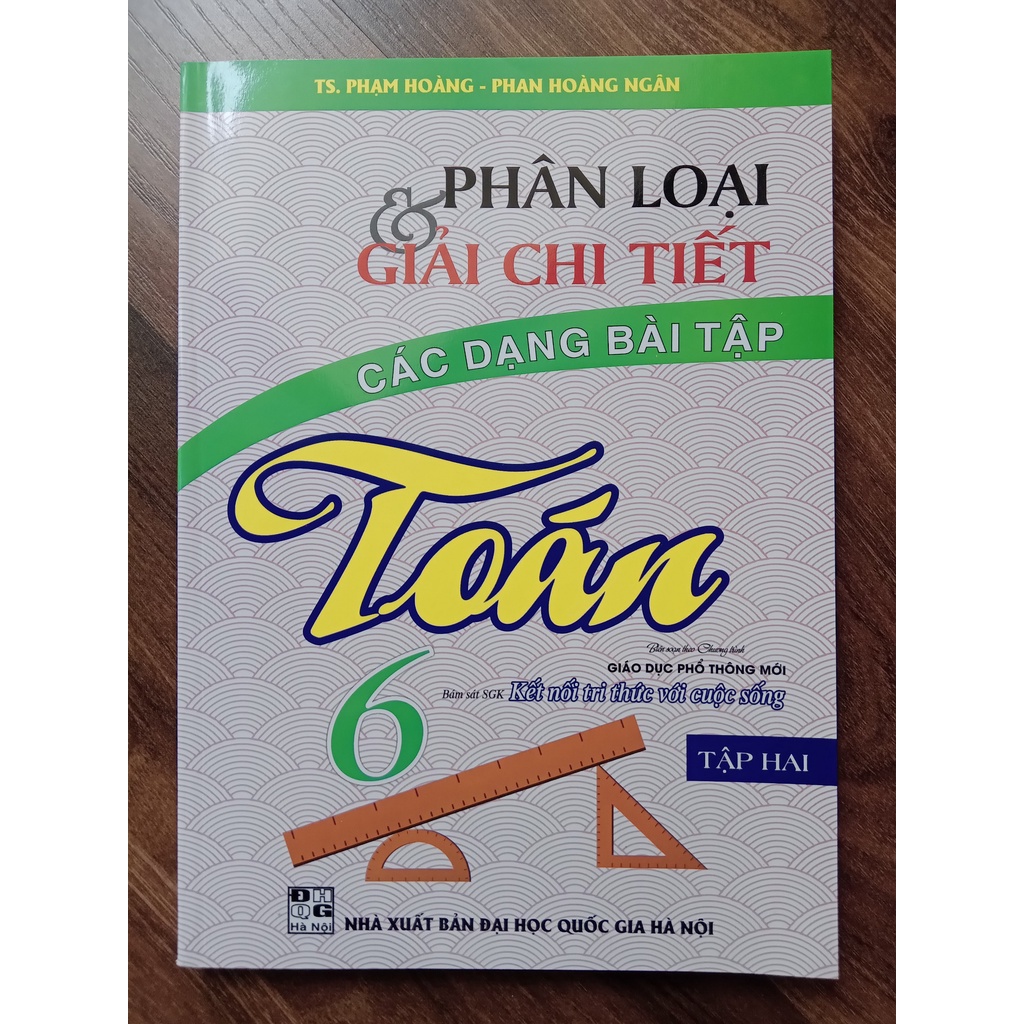 TS. PHẠM HOÀNG - PHAN HOÀNG NGÂN
PHÂN LOẠI
& GIẢI CHI TIẾT
CÁC DẠNG BÀI TẬP
Toán
6
Biên soạn theo Chương trình
GIÁO DỤC PHỔ THÔNG MỚI
Bám sát SGK Kết nối tri thức với cuộc sống
TẬP HAI
ĐH
QG
Hà Nội
NHÀ XUẤT BẢN ĐẠI HỌC QUỐC GIA HÀ NỘI